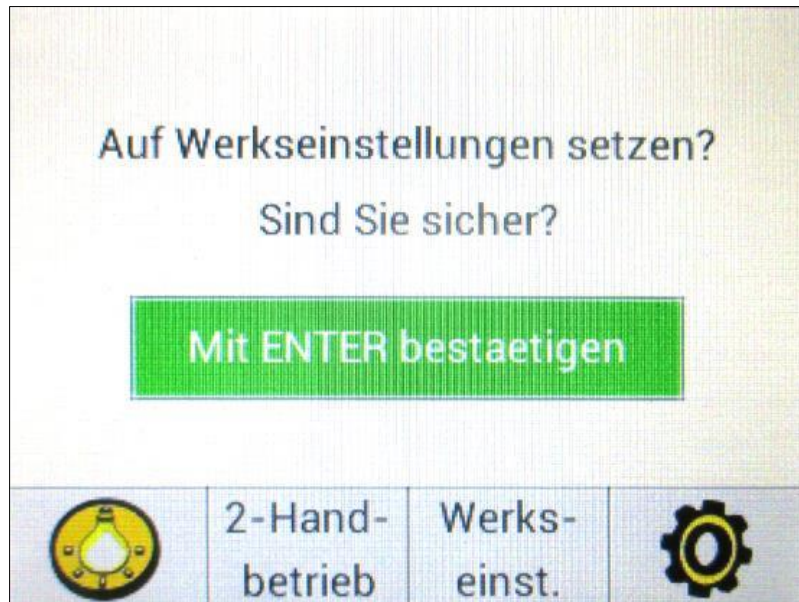 Auf Werkseinstellungen setzen?
Sind Sie sicher?
Mit ENTER bestaetigen
2-Hand-
betrieb
Werks-
einst.